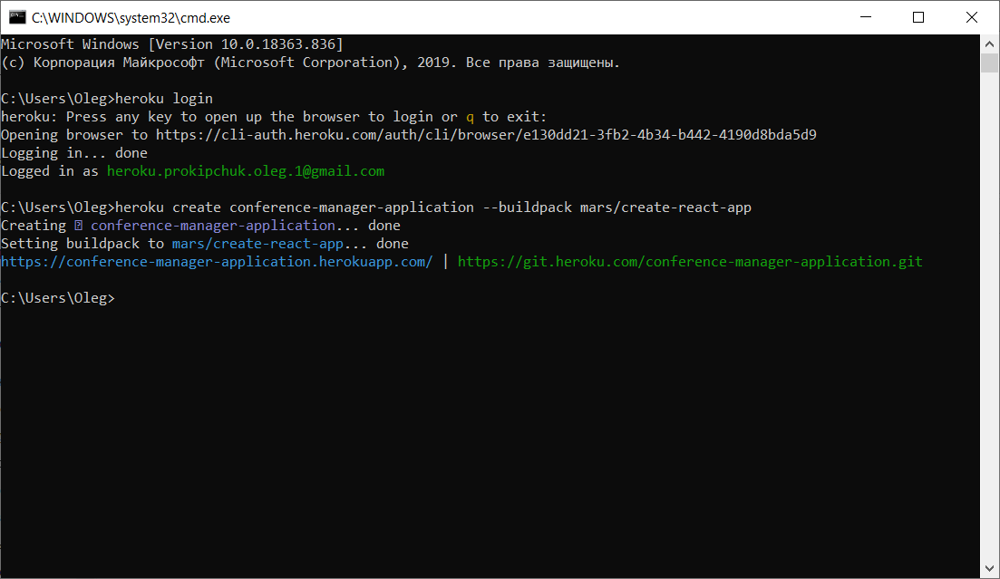 C:\WINDOWS\system32\cmd.exe
Microsoft Windows [Version 10.0.18363.836]
(c) Корпорация Майкрософт (Microsoft Corporation), 2019. Все права защищены.
C:\Users\Oleg>heroku login
heroku: Press any key to open up the browser to login or q to exit:
Opening browser to https://cli-auth.heroku.com/auth/cli/browser/e130dd21-3fb2-4b34-b442-4190d8bda5d9
Logging in... done
Logged in as heroku.prokipchuk.oleg.1@gmail.com
C:\Users\Oleg>heroku create conference-manager-application --buildpack mars/create-react-app
Creating ⍰ conference-manager-application... done
Setting buildpack to mars/create-react-app... done
https://conference-manager-application.herokuapp.com/ | https://git.heroku.com/conference-manager-application.git
C:\Users\Oleg>